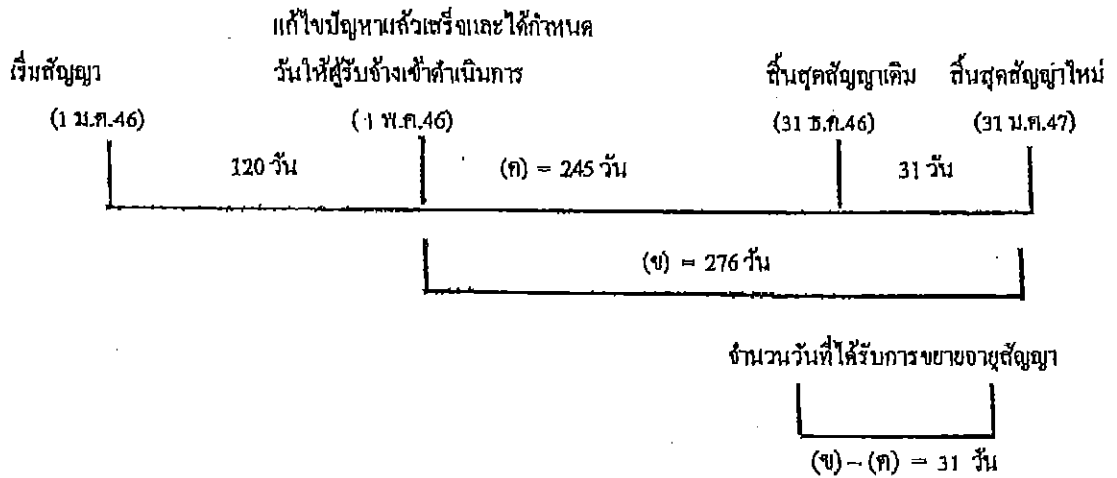 แก้ไขปัญหาแล้วเสร็จและได้กำหนด
เริ่มสัญญา วันให้ผู้รับจ้างเข้าดำเนินการ สิ้นสุดสัญญาเดิม สิ้นสุดสัญญาใหม่
(1 ม.ค.46) (1 พ.ค.46) (31 ธ.ค.46) (31 ม.ค.47)
120 วัน (ค) = 245 วัน 31 วัน
(ข) = 276 วัน
จำนวนวันที่ได้รับการขยายอายุสัญญา
(ข) – (ค) = 31 วัน